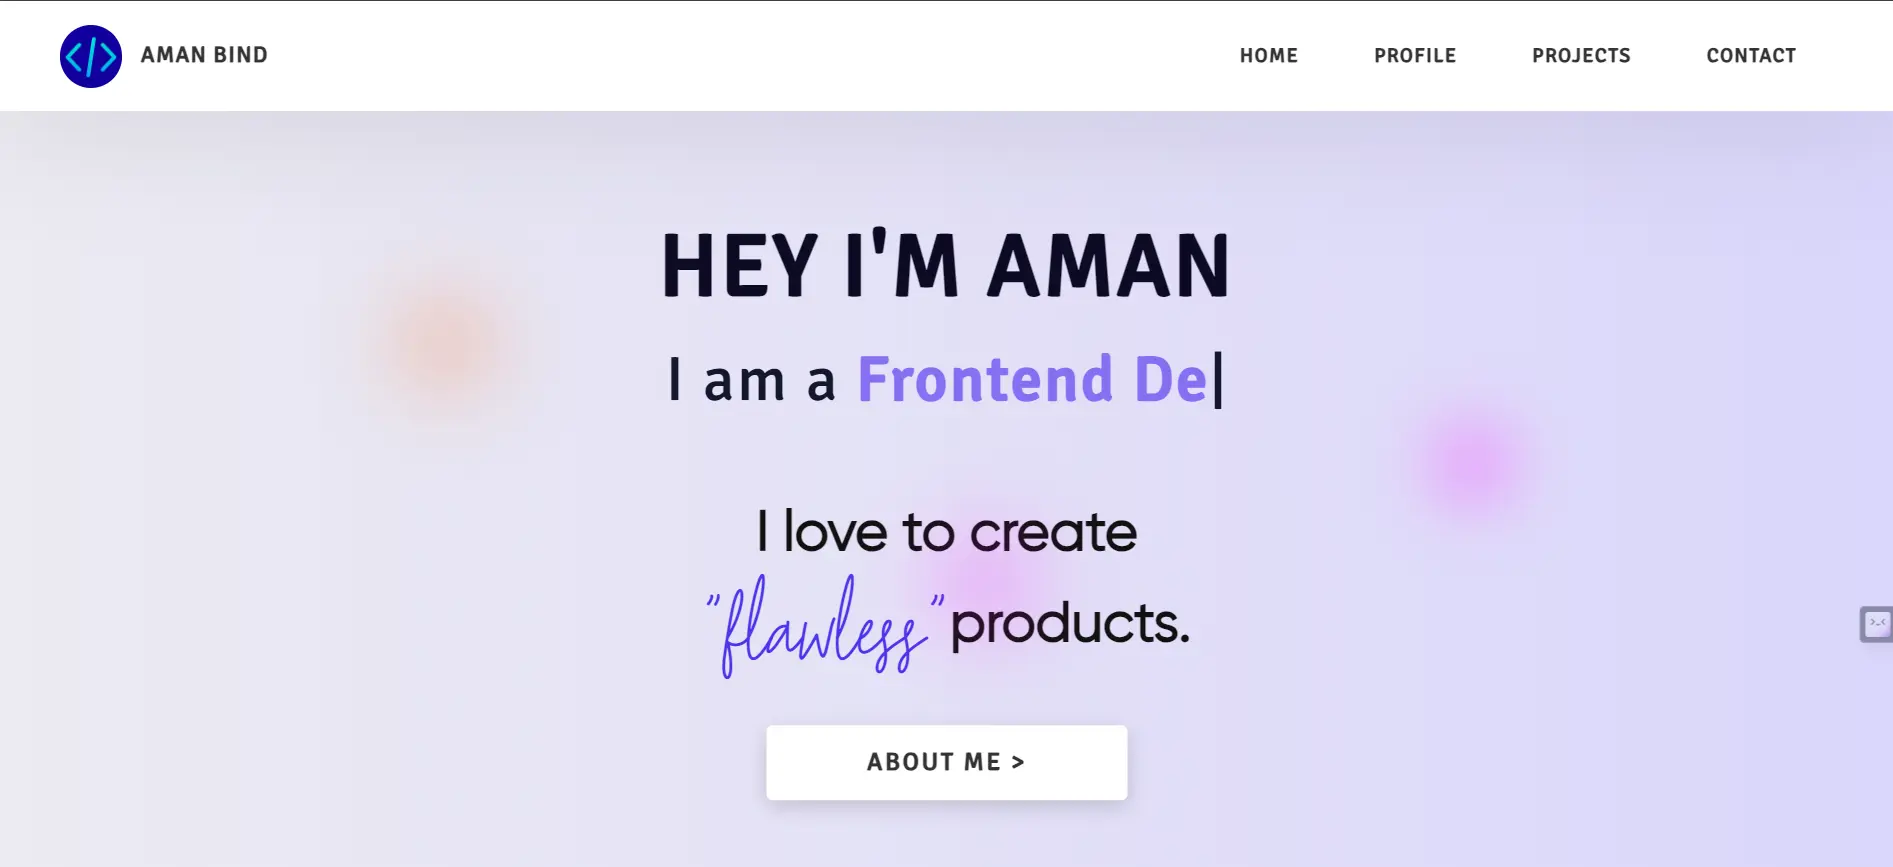 </> AMAN BIND
HOME PROFILE PROJECTS CONTACT
HEY I'M AMAN
I am a Frontend De|
I love to create
"flawless" products.
ABOUT ME >